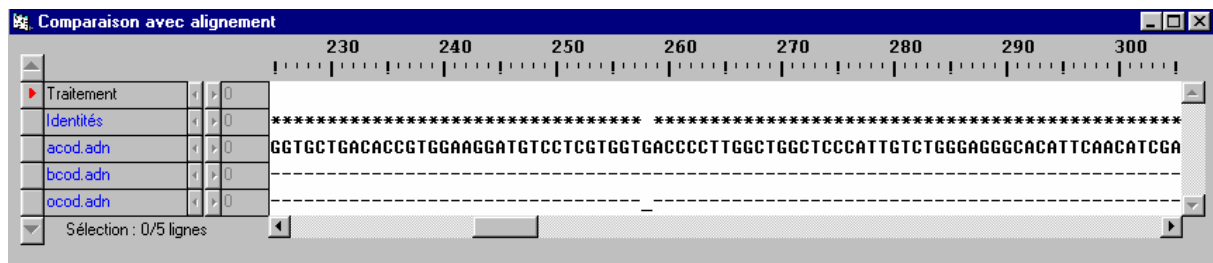 Comparaison avec alignement
230 240 250 260 270 280 290 300
Traitement 0
Identités 0 ********************************* ***********************************************
acod.adn 0 GGTGCTGACACCGTGGAAGGATGTCCTCGTGGTGACCCCTTGGCTGGCTCCCATTGTCTGGGAGGGCACATTCAACATCGA
bcod.adn 0 ---------------------------------------------------------------------------------
ocod.adn 0 ---------------------------------_-----------------------------------------------
Sélection : 0/5 lignes